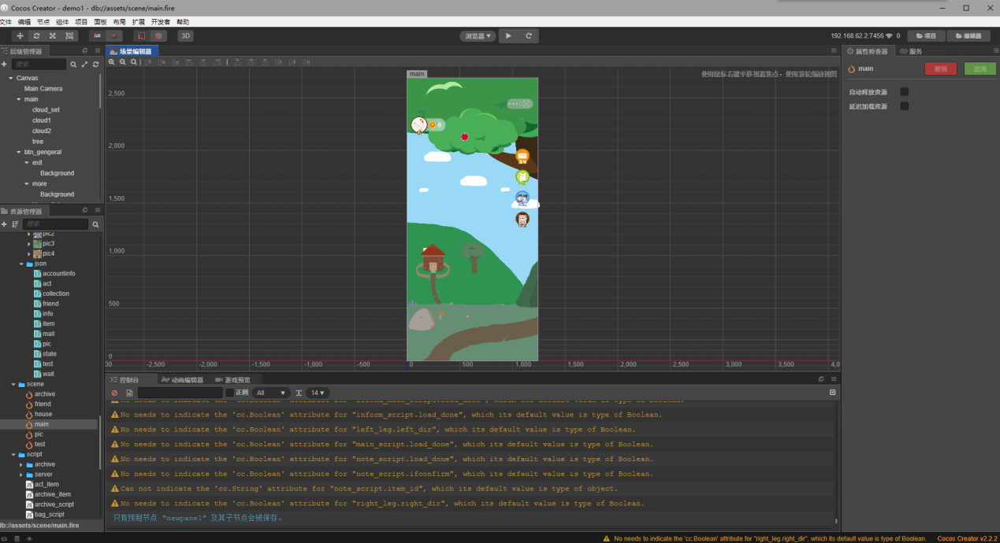 Cocos Creator - demo1 - db://assets/scene/main.fire
文件 编辑 节点 组件 项目 面板 布局 扩展 开发者 帮助
3D
浏览器
192.168.62.2:7456 0
项目
编辑器
层级管理器
搜索...
Canvas
Main Camera
main
cloud_set
cloud1
cloud2
tree
btn_gengeral
exit
Background
more
Background
资源管理器
搜索...
pic2
pic3
pic4
json
accountinfo
act
collection
friend
info
item
mail
pic
state
test
wait
scene
archive
friend
house
main
pic
test
script
archive
server
act_item
archive_item
archive_script
bag_script
db://assets/scene/main.fire
场景编辑器
使用鼠标右键平移视窗焦点，使用滚轮缩放视图
main
2,500
2,000
1,500
1,000
500
0
00 -2,500 -2,000 -1,500 -1,000 -500 0 500 1,000 1,500 2,000 2,500 3,000 3,500 4,0
控制台 动画编辑器 游戏预览
正则 All 14
No needs to indicate the 'cc.Boolean' attribute for "inform_script.load_done", which its default value is type of Boolean.
No needs to indicate the 'cc.Boolean' attribute for "left_leg.left_dir", which its default value is type of Boolean.
No needs to indicate the 'cc.Boolean' attribute for "main_script.load_done", which its default value is type of Boolean.
No needs to indicate the 'cc.Boolean' attribute for "note_script.load_done", which its default value is type of Boolean.
No needs to indicate the 'cc.Boolean' attribute for "note_script.ifconfirm", which its default value is type of Boolean.
Can not indicate the 'cc.String' attribute for "note_script.item_id", which its default value is type of object.
No needs to indicate the 'cc.Boolean' attribute for "right_leg.right_dir", which its default value is type of Boolean.
只有预制节点 "newpanel" 及其子节点会被保存。
属性检查器 服务
main
撤销
应用
自动释放资源
延迟加载资源
No needs to indicate the 'cc.Boolean' attribute for "right_leg.right_dir", which its default value is type of Boolean.
Cocos Creator v2.2.2